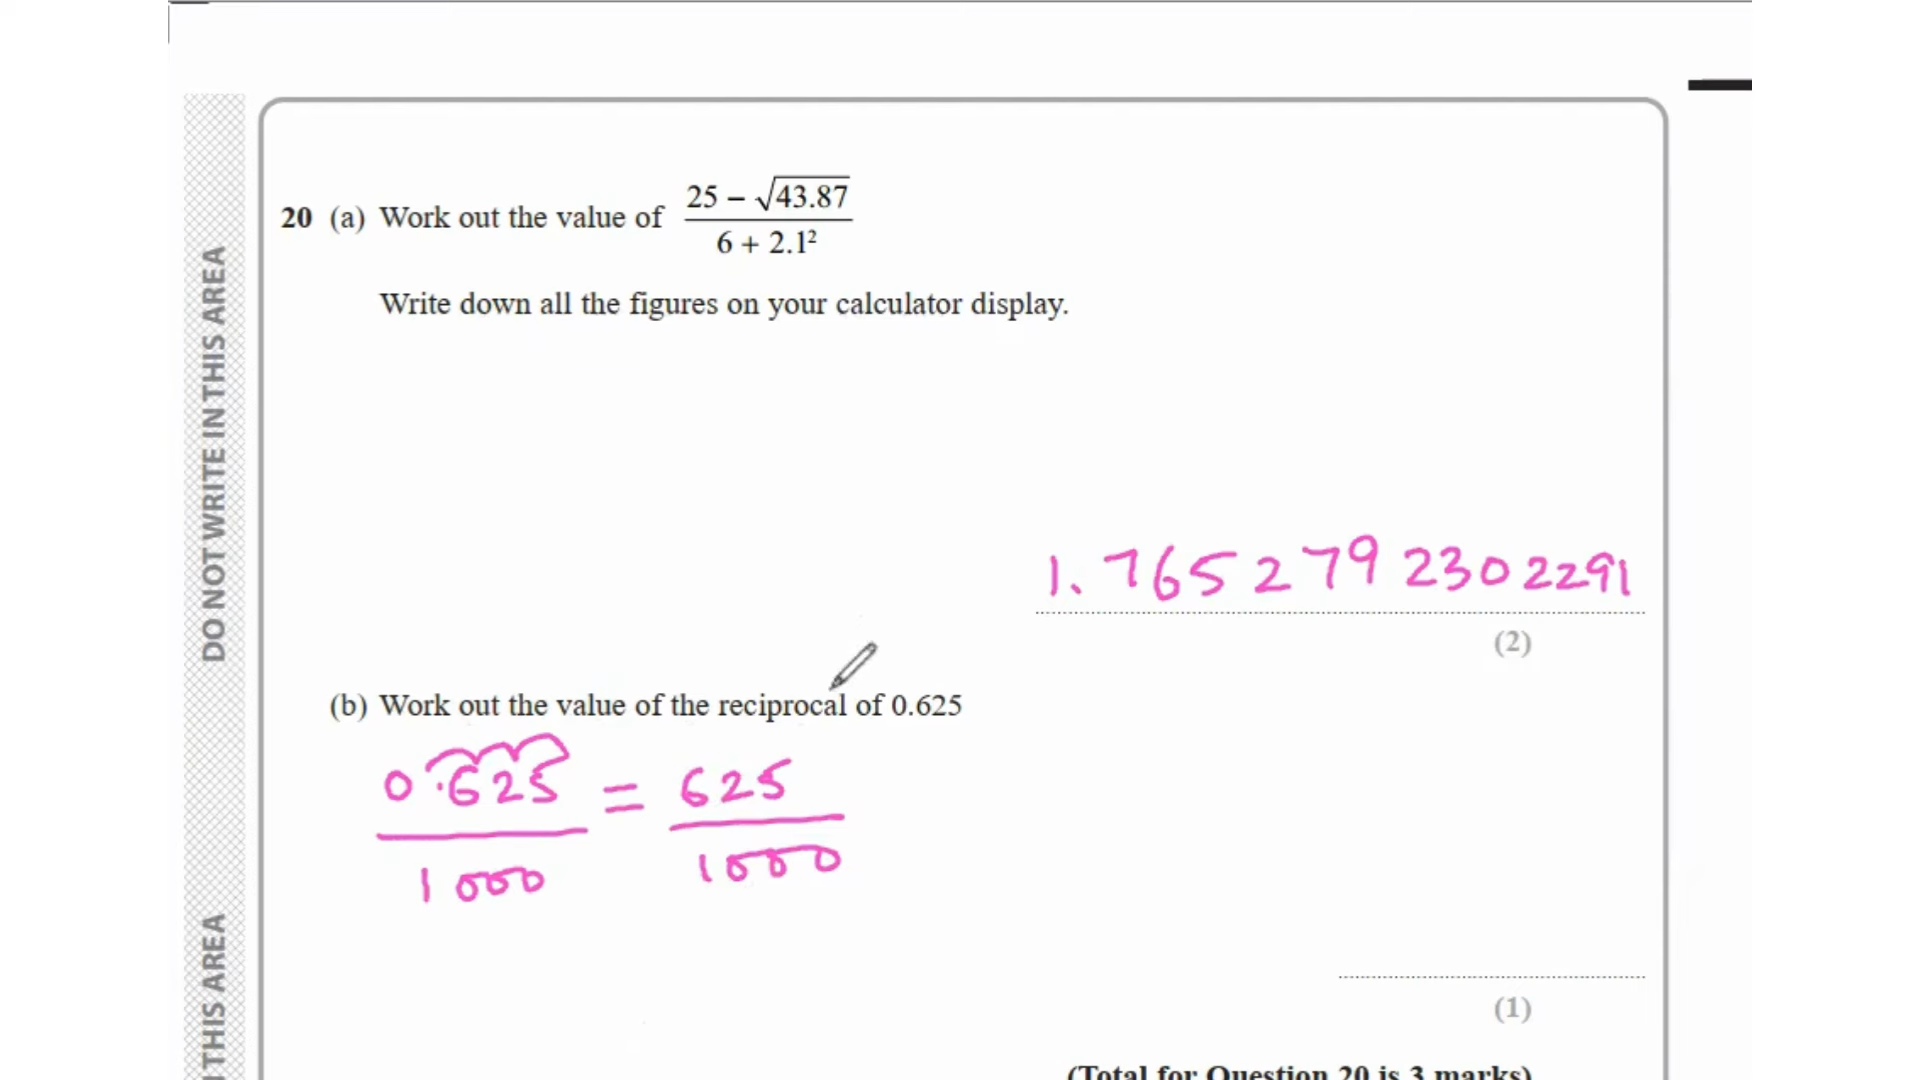 20 (a) Work out the value of 25 − √43.87 / 6 + 2.1²
Write down all the figures on your calculator display.
1.7652792302291
(2)
(b) Work out the value of the reciprocal of 0.625
0.625 / 1000 = 625 / 1000
(1)
(Total for Question 20 is 3 marks)
DO NOT WRITE IN THIS AREA
THIS AREA